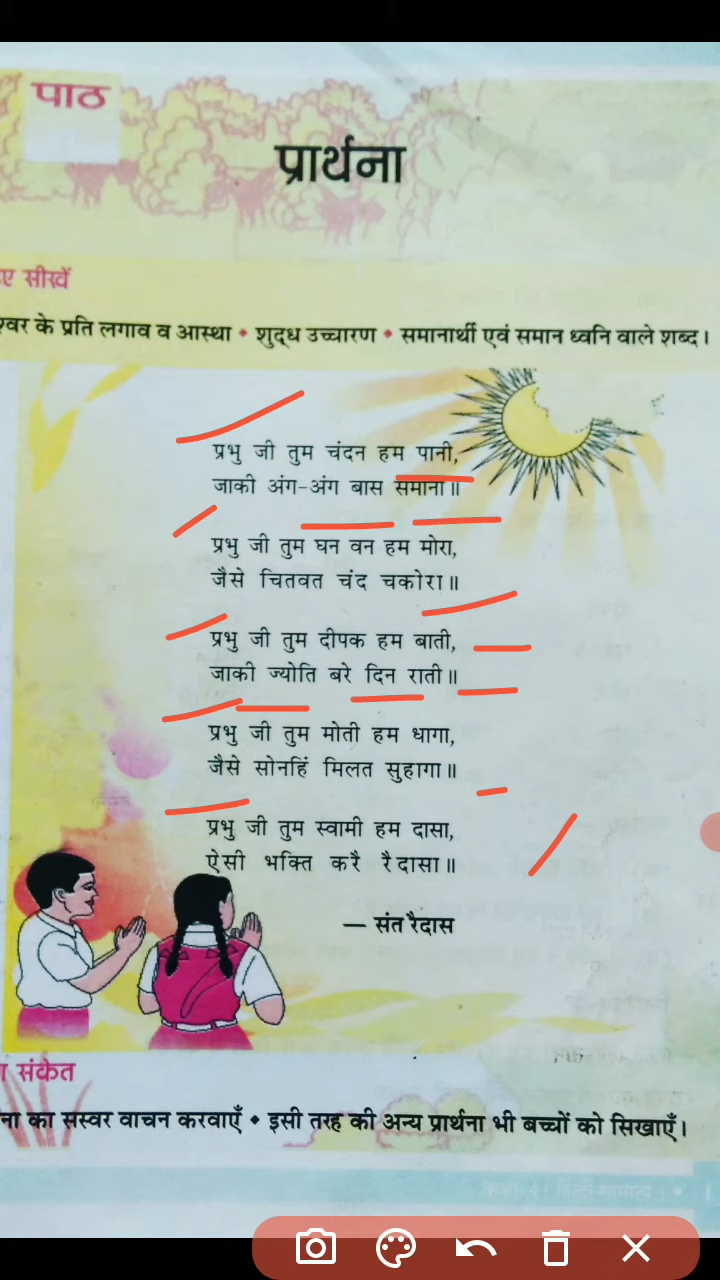 पाठ
प्रार्थना
सीखें
के प्रति लगाव व आस्था • शुद्ध उच्चारण • समानार्थी एवं समान ध्वनि वाले शब्द।
प्रभु जी तुम चंदन हम पानी,
जाकी अंग-अंग बास समाना॥
प्रभु जी तुम घन वन हम मोरा,
जैसे चितवत चंद चकोरा॥
प्रभु जी तुम दीपक हम बाती,
जाकी ज्योति बरे दिन राती॥
प्रभु जी तुम मोती हम धागा,
जैसे सोनहिं मिलत सुहागा॥
प्रभु जी तुम स्वामी हम दासा,
ऐसी भक्ति करै रैदासा॥
— संत रैदास
संकेत
का सस्वर वाचन करवाएँ • इसी तरह की अन्य प्रार्थना भी बच्चों को सिखाएँ।